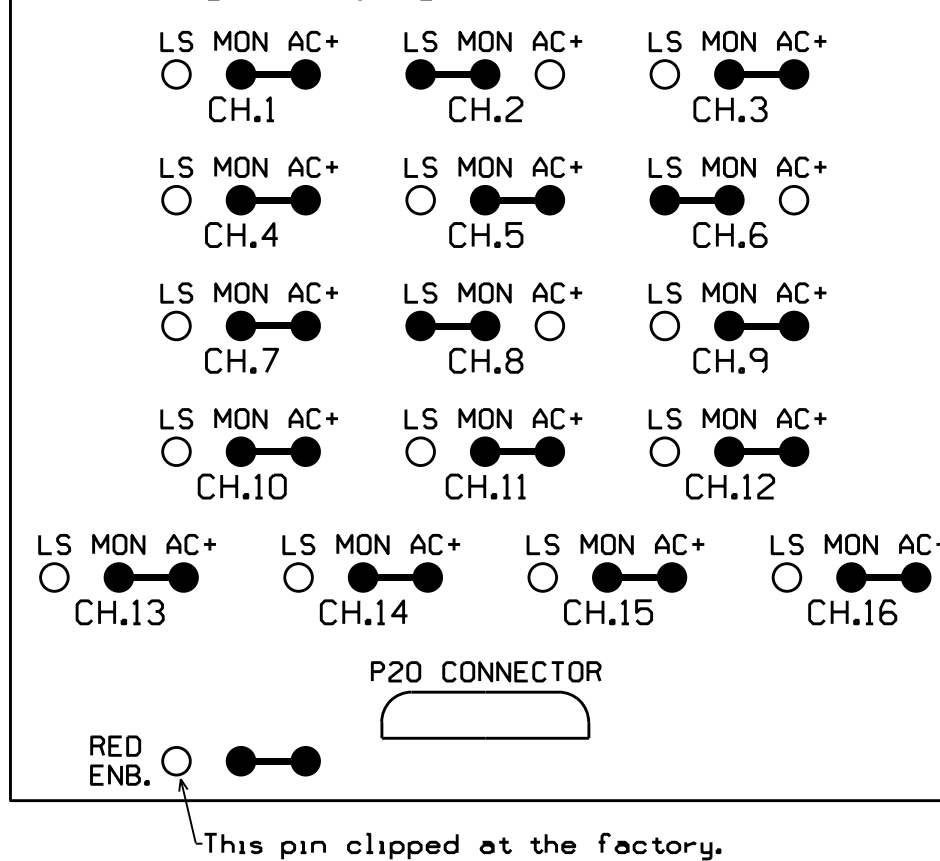 LS MON AC+ LS MON AC+ LS MON AC+
CH.1 CH.2 CH.3
LS MON AC+ LS MON AC+ LS MON AC+
CH.4 CH.5 CH.6
LS MON AC+ LS MON AC+ LS MON AC+
CH.7 CH.8 CH.9
LS MON AC+ LS MON AC+ LS MON AC+
CH.10 CH.11 CH.12
LS MON AC+ LS MON AC+ LS MON AC+ LS MON AC+
CH.13 CH.14 CH.15 CH.16
P20 CONNECTOR
RED
ENB.
This pin clipped at the factory.